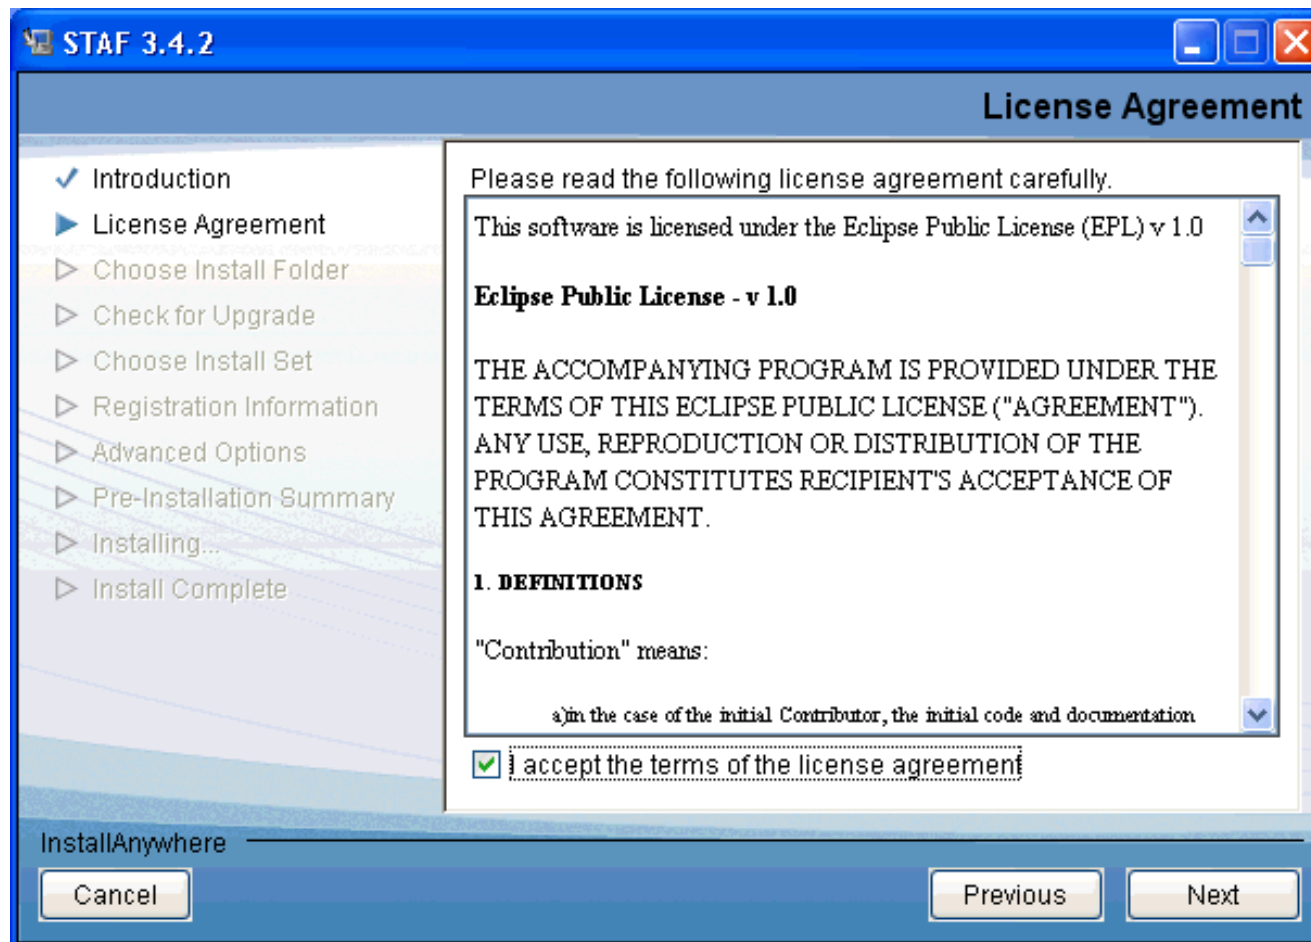 STAF 3.4.2
License Agreement
Introduction
License Agreement
Choose Install Folder
Check for Upgrade
Choose Install Set
Registration Information
Advanced Options
Pre-Installation Summary
Installing...
Install Complete
Please read the following license agreement carefully.
This software is licensed under the Eclipse Public License (EPL) v 1.0
Eclipse Public License - v 1.0
THE ACCOMPANYING PROGRAM IS PROVIDED UNDER THE
TERMS OF THIS ECLIPSE PUBLIC LICENSE ("AGREEMENT").
ANY USE, REPRODUCTION OR DISTRIBUTION OF THE
PROGRAM CONSTITUTES RECIPIENT'S ACCEPTANCE OF
THIS AGREEMENT.
1. DEFINITIONS
"Contribution" means:
a)in the case of the initial Contributor, the initial code and documentation
I accept the terms of the license agreement
InstallAnywhere
Cancel
Previous
Next